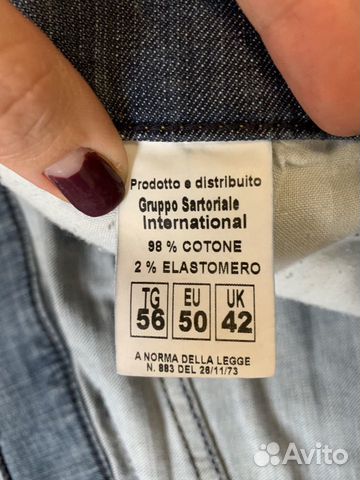 Prodotto e distribuito
Gruppo Sartoriale
International
98 % COTONE
2 % ELASTOMERO
TG EU UK
56 50 42
A NORMA DELLA LEGGE
N. 883 DEL 26/11/73
Avito